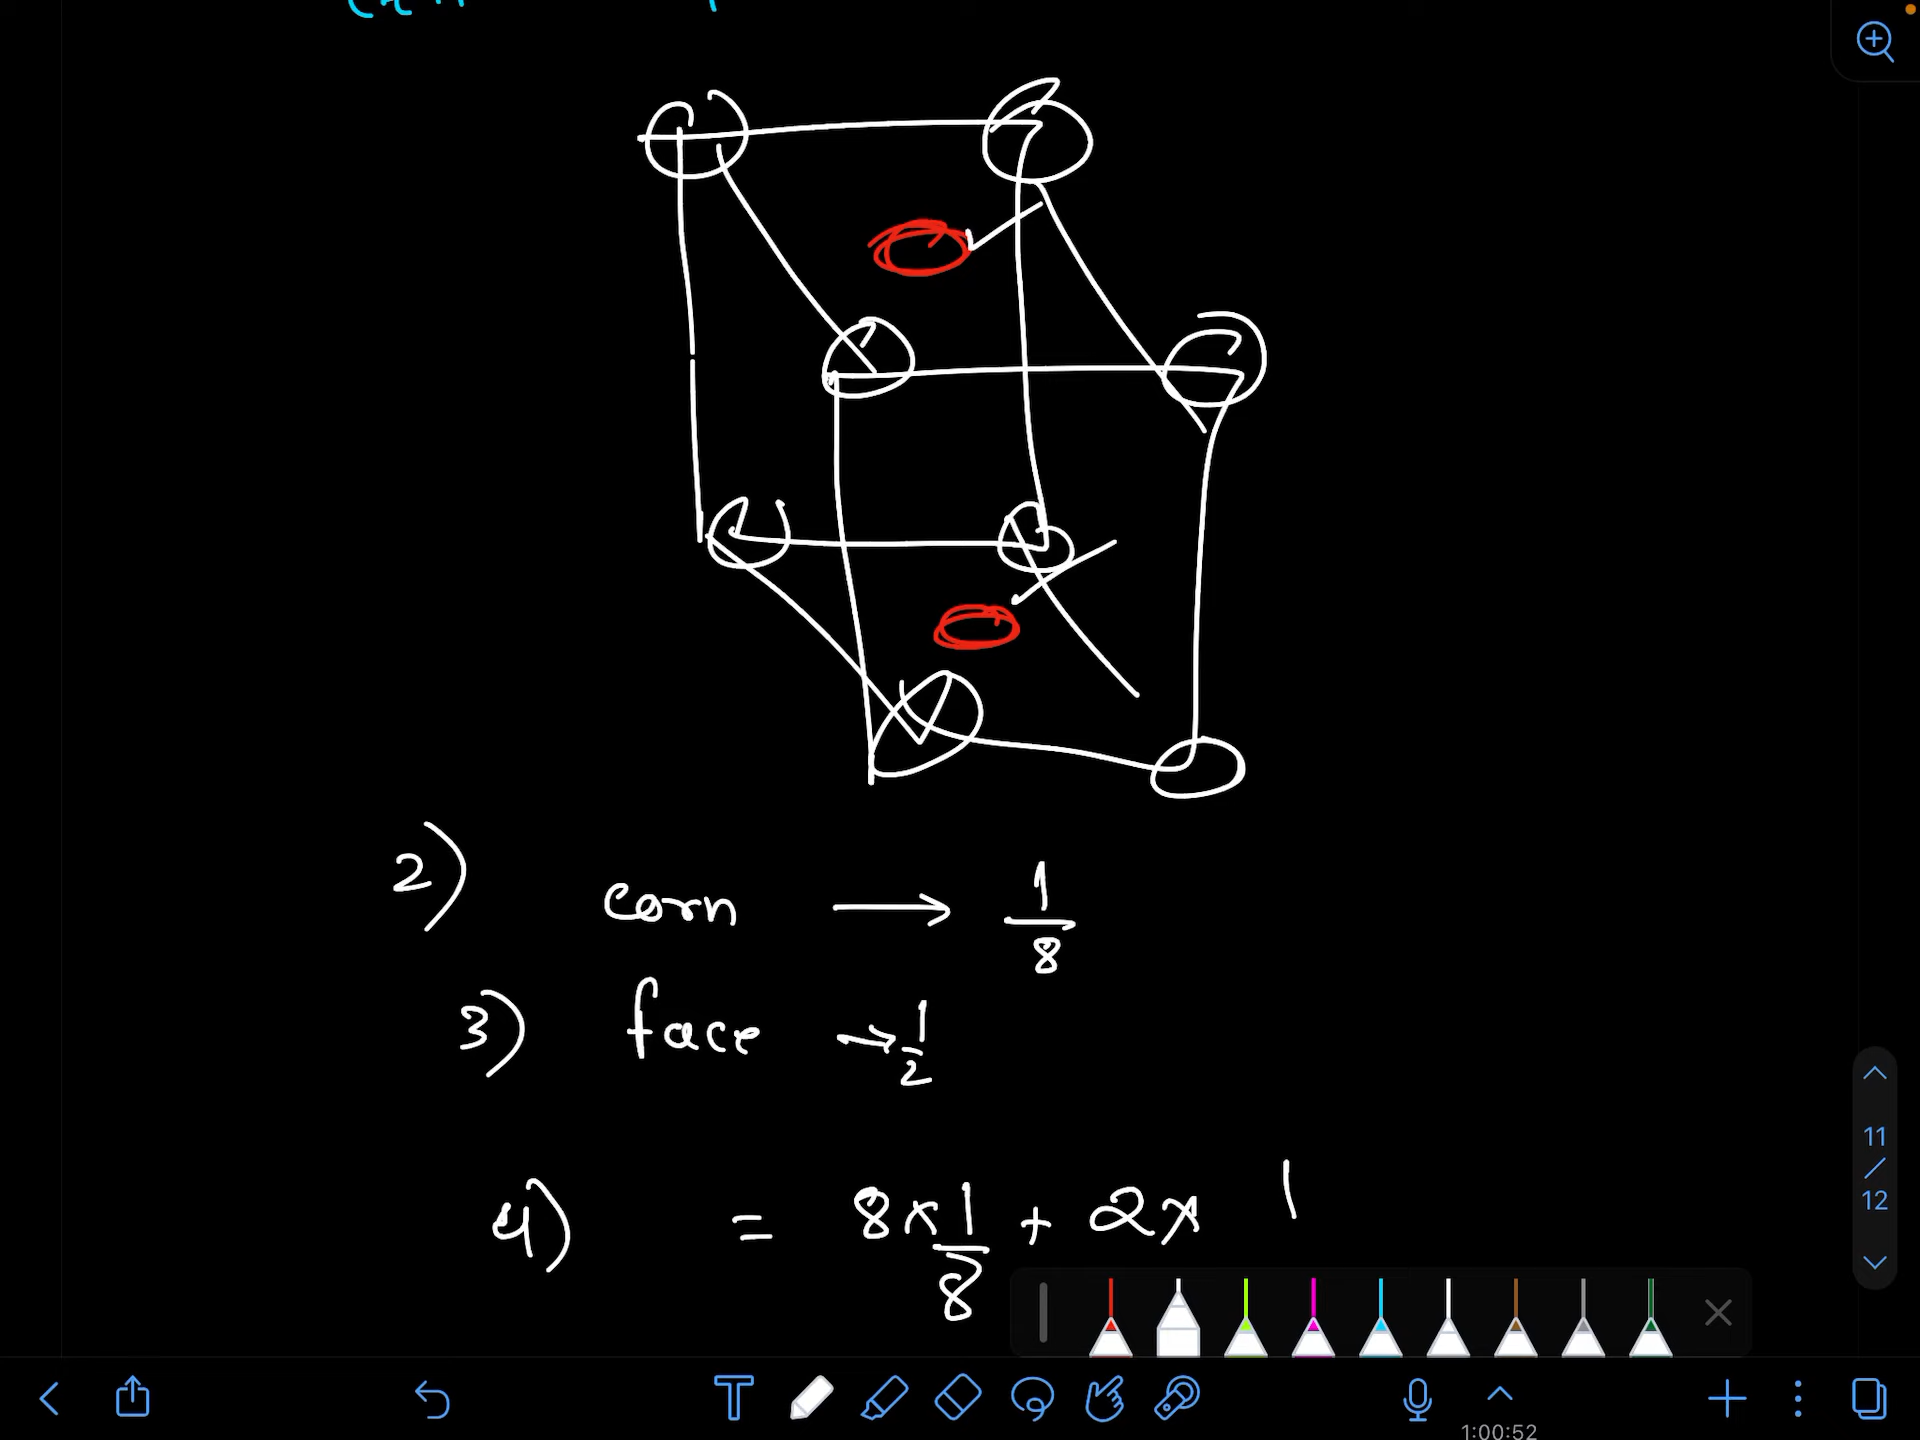 2) corn → 1/8
3) face → 1/2
4) = 8 x 1/8 + 2 x 1
11
/
12
1:00:52